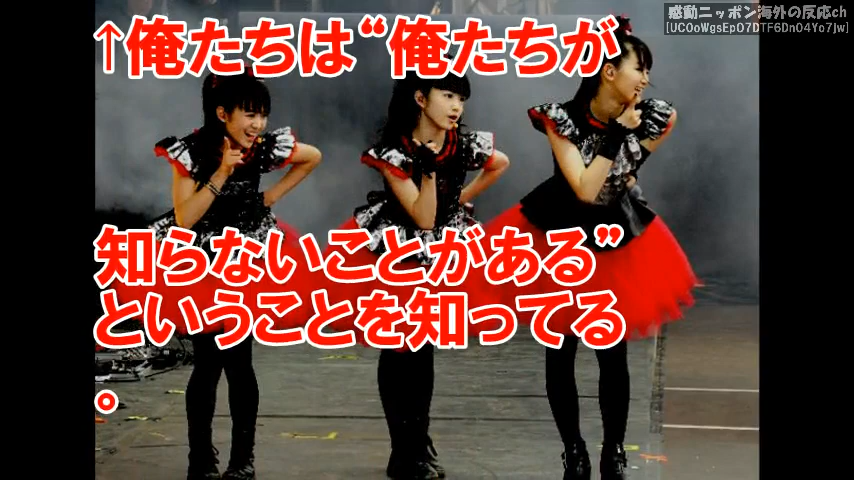 感動ニッポン海外の反応ch
[UCOoWgsEpO7DTF6DnO4Yo7jw]
↑俺たちは“俺たちが
知らないことがある”
ということを知ってる
。